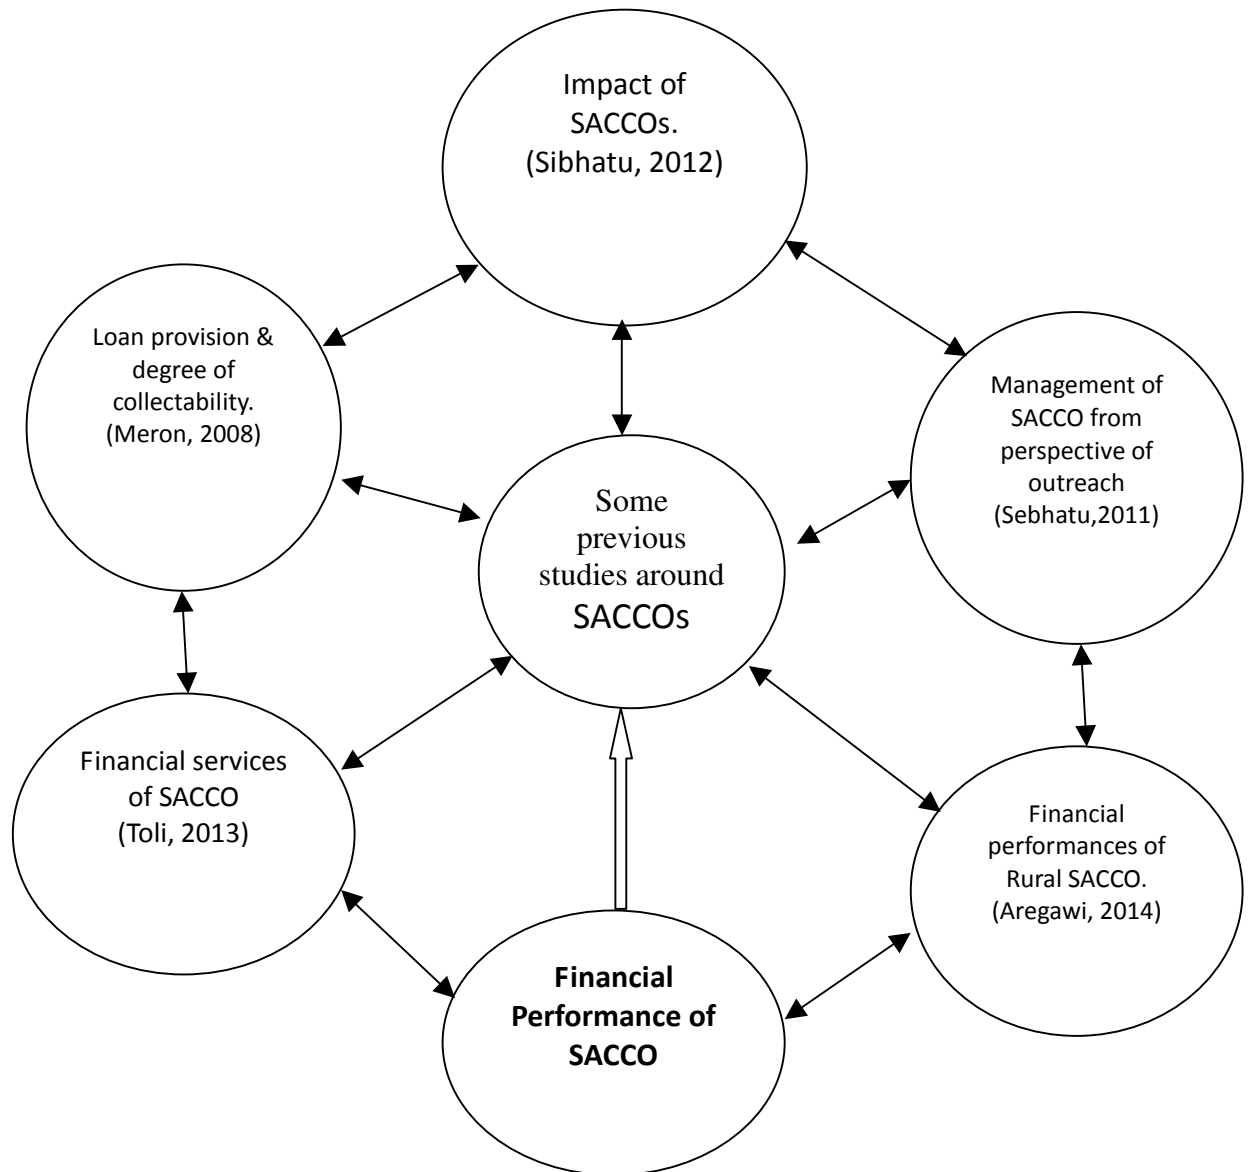 Impact of
SACCOs.
(Sibhatu, 2012)
Loan provision &
degree of
collectability.
(Meron, 2008)
Management of
SACCO from
perspective of
outreach
(Sebhatu,2011)
Some
previous
studies around
SACCOs
Financial services
of SACCO
(Toli, 2013)
Financial
performances of
Rural SACCO.
(Aregawi, 2014)
Financial
Performance of
SACCO